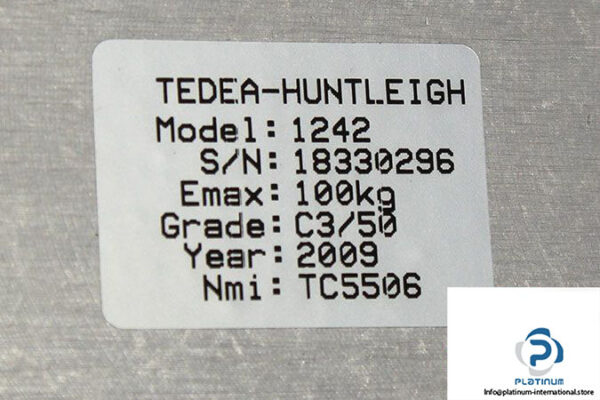 TEDEA-HUNTLEIGH
Model: 1242
S/N: 18330296
Emax: 100kg
Grade: C3/50
Year: 2009
Nmi: TC5506
PLATINUM
Info@platinum-international.store